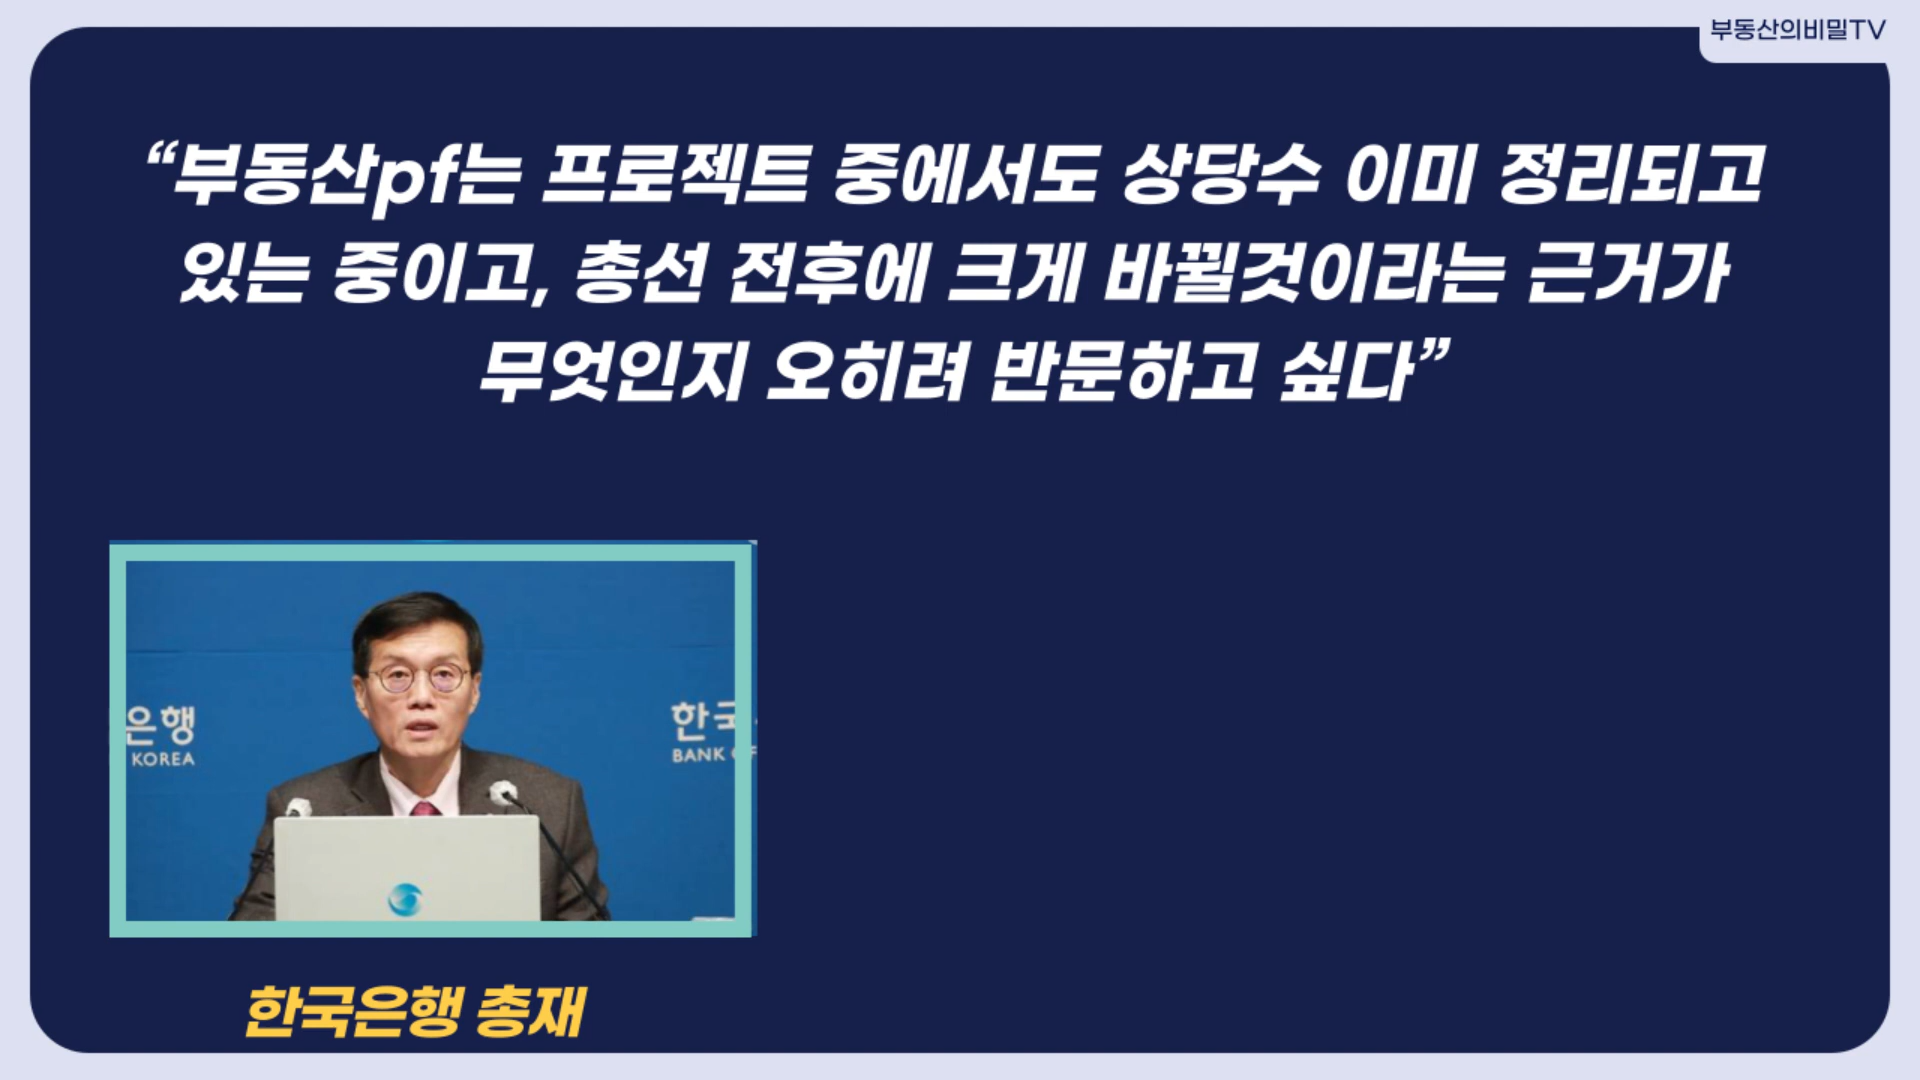 부동산의비밀TV
“부동산pf는 프로젝트 중에서도 상당수 이미 정리되고
있는 중이고, 총선 전후에 크게 바뀔것이라는 근거가
무엇인지 오히려 반문하고 싶다”
은행
KOREA
한국
BANK OF
한국은행 총재